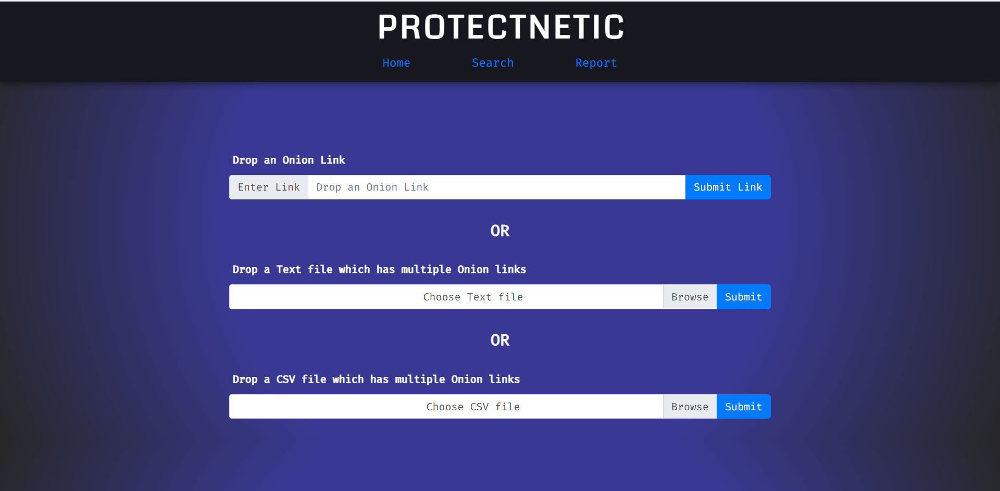 PROTECTNETIC
Home Search Report
Drop an Onion Link
Enter Link Drop an Onion Link Submit Link
OR
Drop a Text file which has multiple Onion links
Choose Text file Browse Submit
OR
Drop a CSV file which has multiple Onion links
Choose CSV file Browse Submit